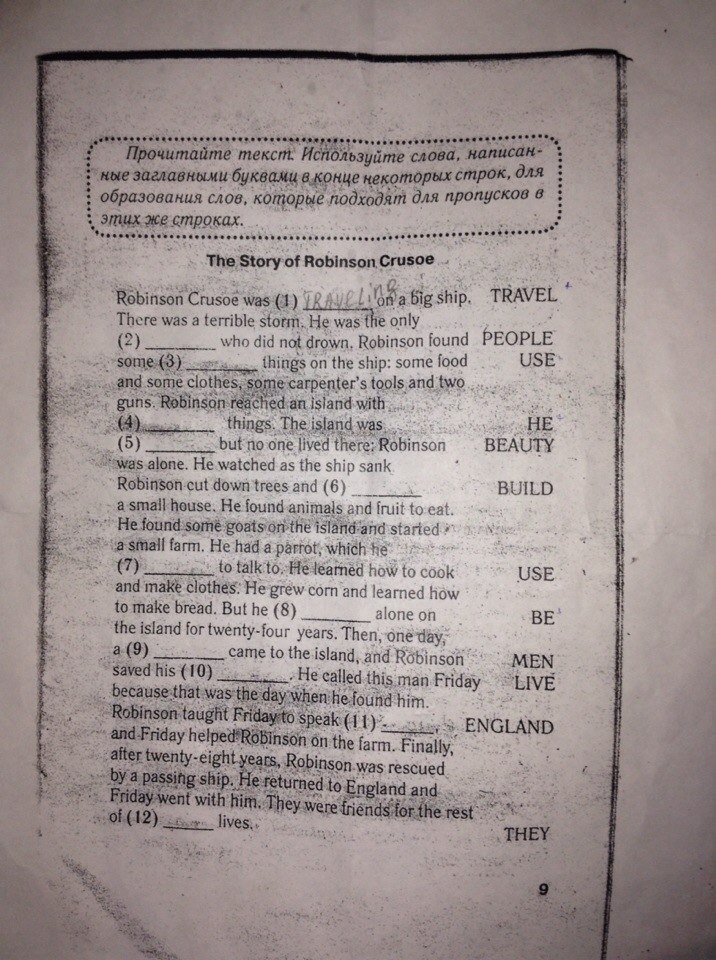 Прочитайте текст. Используйте слова, написан-
ные заглавными буквами в конце некоторых строк, для
образования слов, которые подходят для пропусков в
этих же строках.
The Story of Robinson Crusoe
Robinson Crusoe was (1) TRAVELing on a big ship. TRAVEL
There was a terrible storm. He was the only
(2) ________ who did not drown. Robinson found PEOPLE
some (3) ________ things on the ship: some food USE
and some clothes, some carpenter's tools and two
guns. Robinson reached an island with
(4) ________ things. The island was HE
(5) ________ but no one lived there: Robinson BEAUTY
was alone. He watched as the ship sank
Robinson cut down trees and (6) ________ BUILD
a small house. He found animals and fruit to eat.
He found some goats on the island and started
a small farm. He had a parrot, which he
(7) ________ to talk to. He learned how to cook USE
and make clothes. He grew corn and learned how
to make bread. But he (8) ________ alone on BE
the island for twenty-four years. Then, one day,
a (9) ________ came to the island, and Robinson MEN
saved his (10) ________. He called this man Friday LIVE
because that was the day when he found him.
Robinson taught Friday to speak (11) ______, ENGLAND
and Friday helped Robinson on the farm. Finally,
after twenty-eight years, Robinson was rescued
by a passing ship. He returned to England and
Friday went with him. They were friends for the rest
of (12) ______ lives. THEY
9